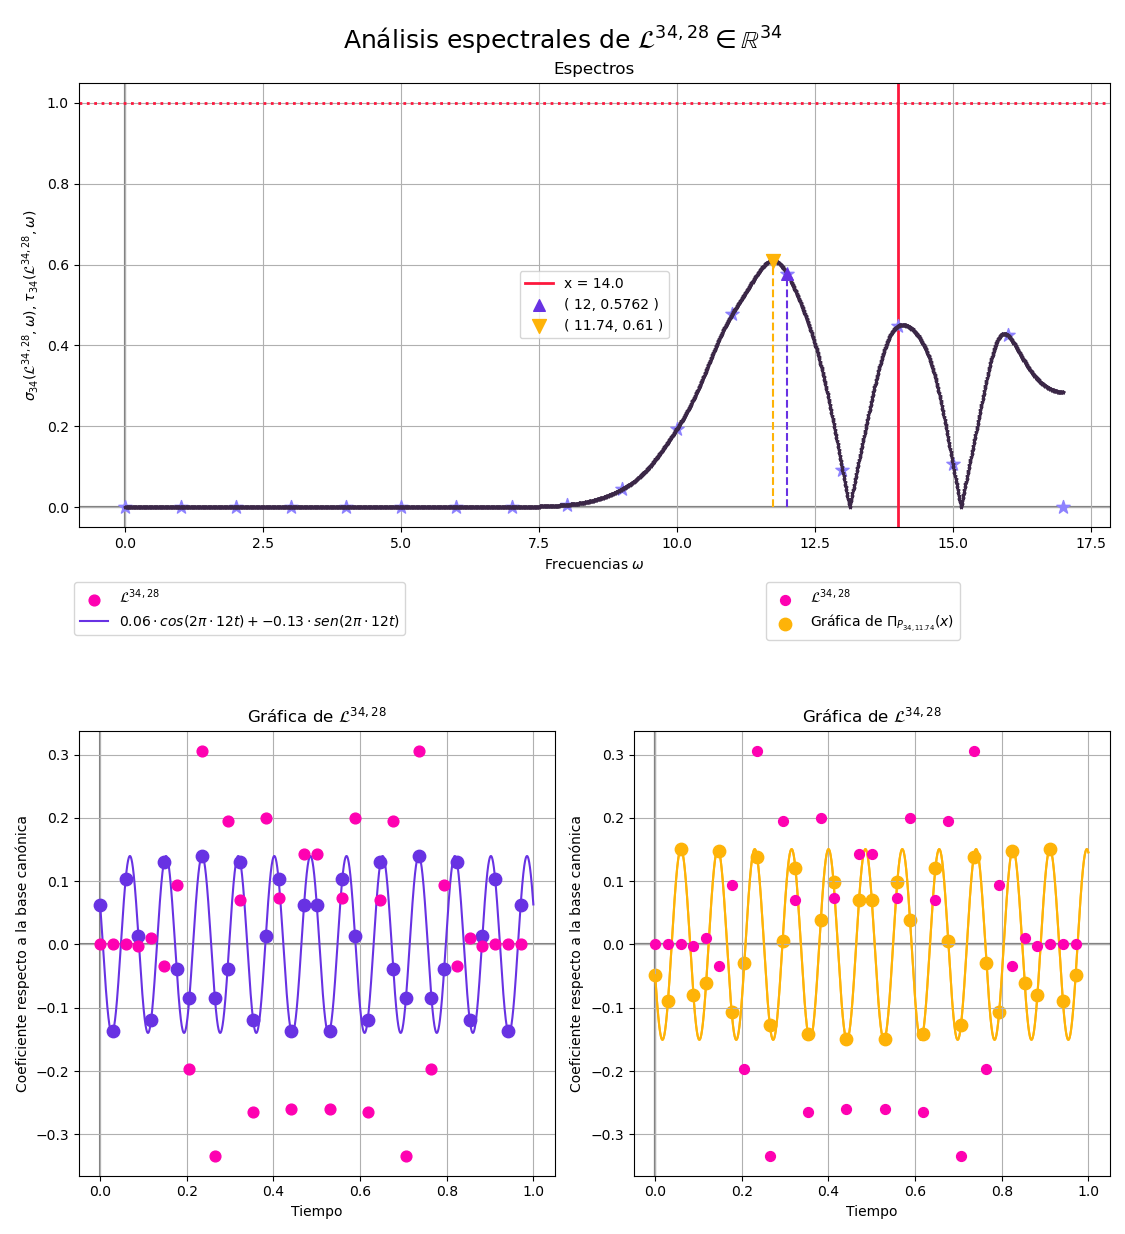 Análisis espectrales de 𝓛^{34,28} ∈ ℝ^{34}
Espectros
σ₃₄(𝓛^{34,28}, ω), τ₃₄(𝓛^{34,28}, ω)
1.0
0.8
0.6
0.4
0.2
0.0
x = 14.0
( 12, 0.5762 )
( 11.74, 0.61 )
0.0 2.5 5.0 7.5 10.0 12.5 15.0 17.5
Frecuencias ω
𝓛^{34,28}
0.06 · cos(2π · 12t) + −0.13 · sen(2π · 12t)
𝓛^{34,28}
Gráfica de Π_{P_{34,11.74}}(x)
Gráfica de 𝓛^{34,28}
Coeficiente respecto a la base canónica
0.3
0.2
0.1
0.0
−0.1
−0.2
−0.3
0.0 0.2 0.4 0.6 0.8 1.0
Tiempo
Gráfica de 𝓛^{34,28}
Coeficiente respecto a la base canónica
0.3
0.2
0.1
0.0
−0.1
−0.2
−0.3
0.0 0.2 0.4 0.6 0.8 1.0
Tiempo